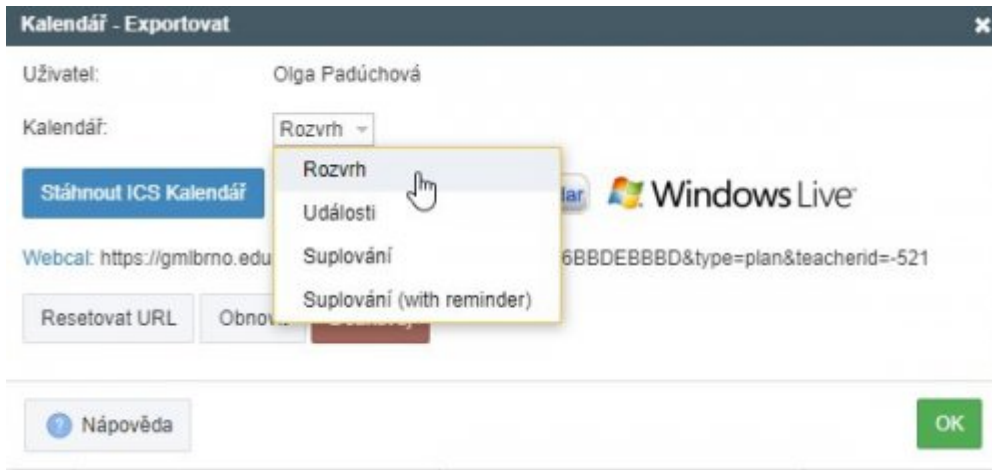 Kalendář - Exportovat
Uživatel: Olga Padúchová
Kalendář: Rozvrh
Rozvrh
Události
Suplování
Suplování (with reminder)
Stáhnout ICS Kalendář lar Windows Live
Webcal: https://gmlbrno.edu 6BBDEBBBD&type=plan&teacherid=-521
Resetovat URL
Nápověda OK